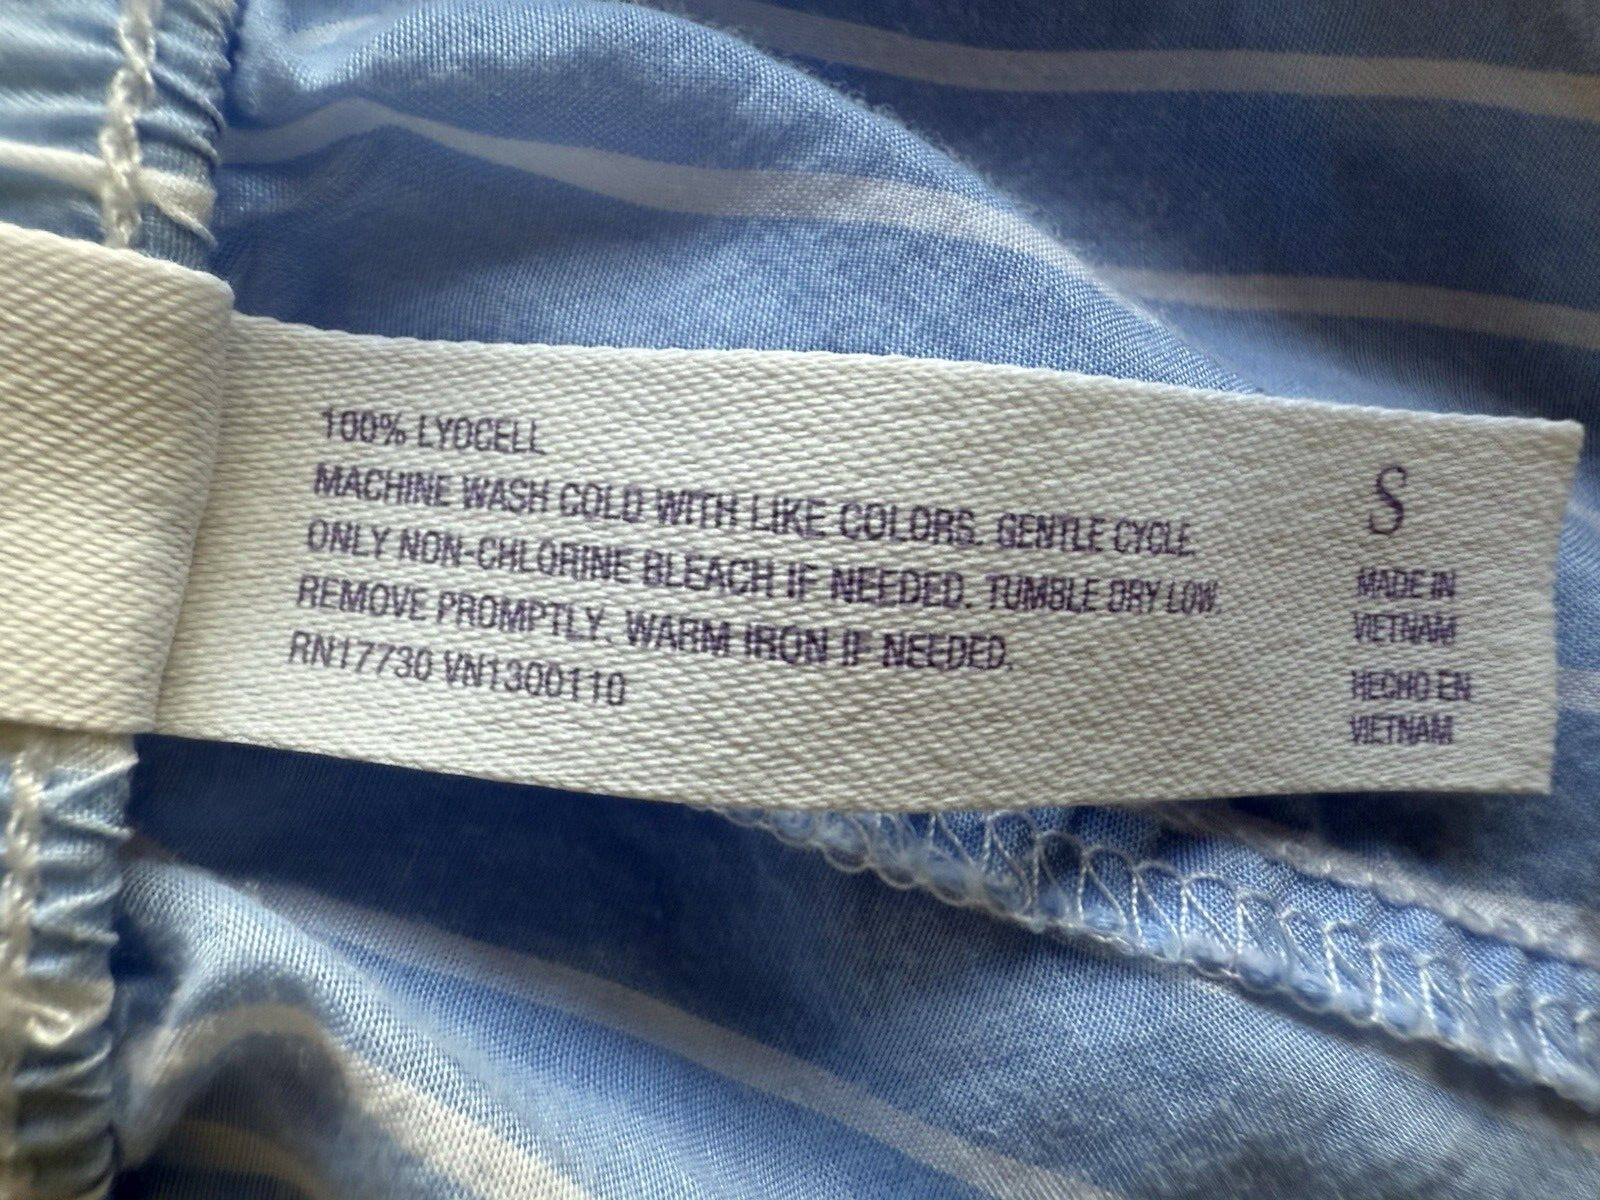 100% LYOCELL
MACHINE WASH COLD WITH LIKE COLORS. GENTLE CYCLE.
ONLY NON-CHLORINE BLEACH IF NEEDED. TUMBLE DRY LOW.
REMOVE PROMPTLY. WARM IRON IF NEEDED.
RN17730 VN1300110
S
MADE IN
VIETNAM
HECHO EN
VIETNAM